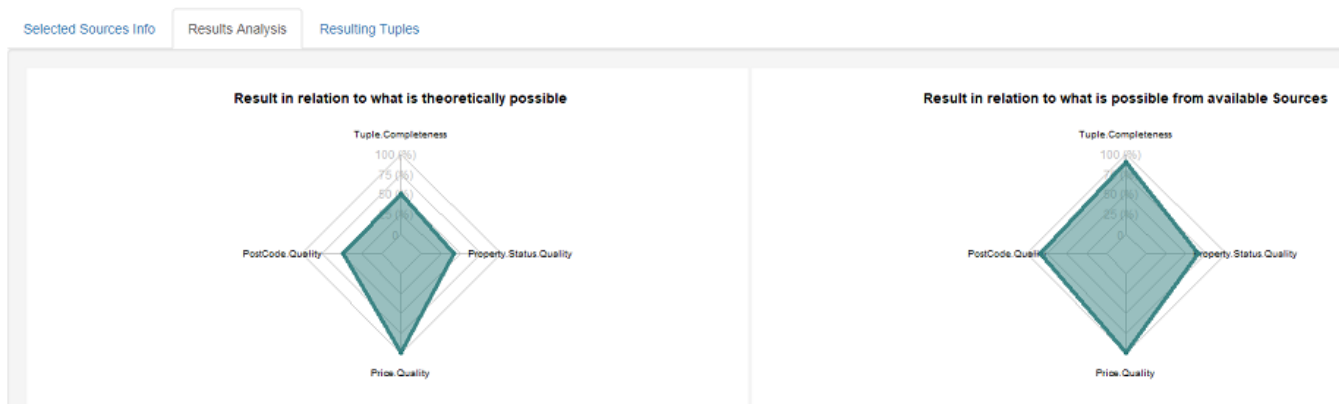 Selected Sources Info
Results Analysis
Resulting Tuples
Result in relation to what is theoretically possible
Tuple.Completeness
100 (%)
75 (%)
50 (%)
25 (%)
0
PostCode.Quality
Property.Status.Quality
Price.Quality
Result in relation to what is possible from available Sources
Tuple.Completeness
100 (%)
75 (%)
50 (%)
25 (%)
0
PostCode.Quality
Property.Status.Quality
Price.Quality